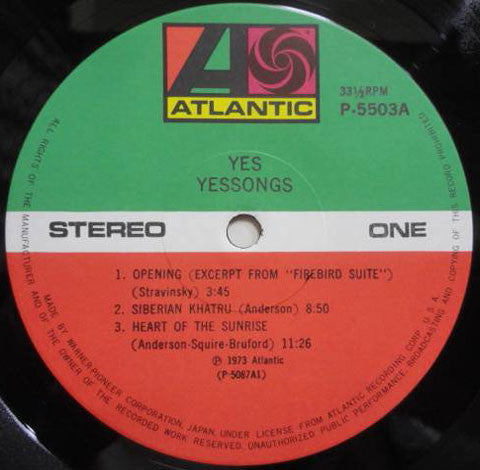 ATLANTIC
33⅓RPM
P-5503A
YES
YESSONGS
STEREO
ONE
1. OPENING (EXCERPT FROM "FIREBIRD SUITE")
(Stravinsky) 3:45
2. SIBERIAN KHATRU (Anderson) 8:50
3. HEART OF THE SUNRISE
(Anderson-Squire-Bruford) 11:26
℗ 1973 Atlantic
(P-5087A1)
ALL RIGHTS OF THE MANUFACTURER AND OF THE OWNER OF THE RECORDED WORK RESERVED. UNAUTHORIZED PUBLIC PERFORMANCE, BROADCASTING AND COPYING OF THIS RECORD PROHIBITED
MADE BY WARNER-PIONEER CORPORATION, JAPAN, UNDER LICENSE FROM ATLANTIC RECORDING CORP. U.S.A.